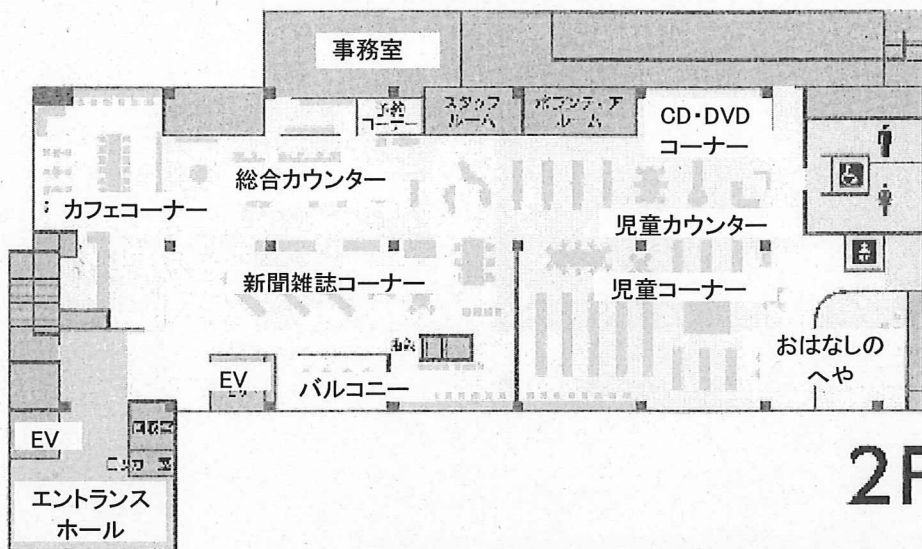 事務室
予約
コーナー
スタッフ
ルーム
ボランティア
ルーム
CD・DVD
コーナー
総合カウンター
カフェコーナー
児童カウンター
新聞雑誌コーナー
児童コーナー
おはなしの
へや
EV
バルコニー
EV
エントランス
ホール
2F